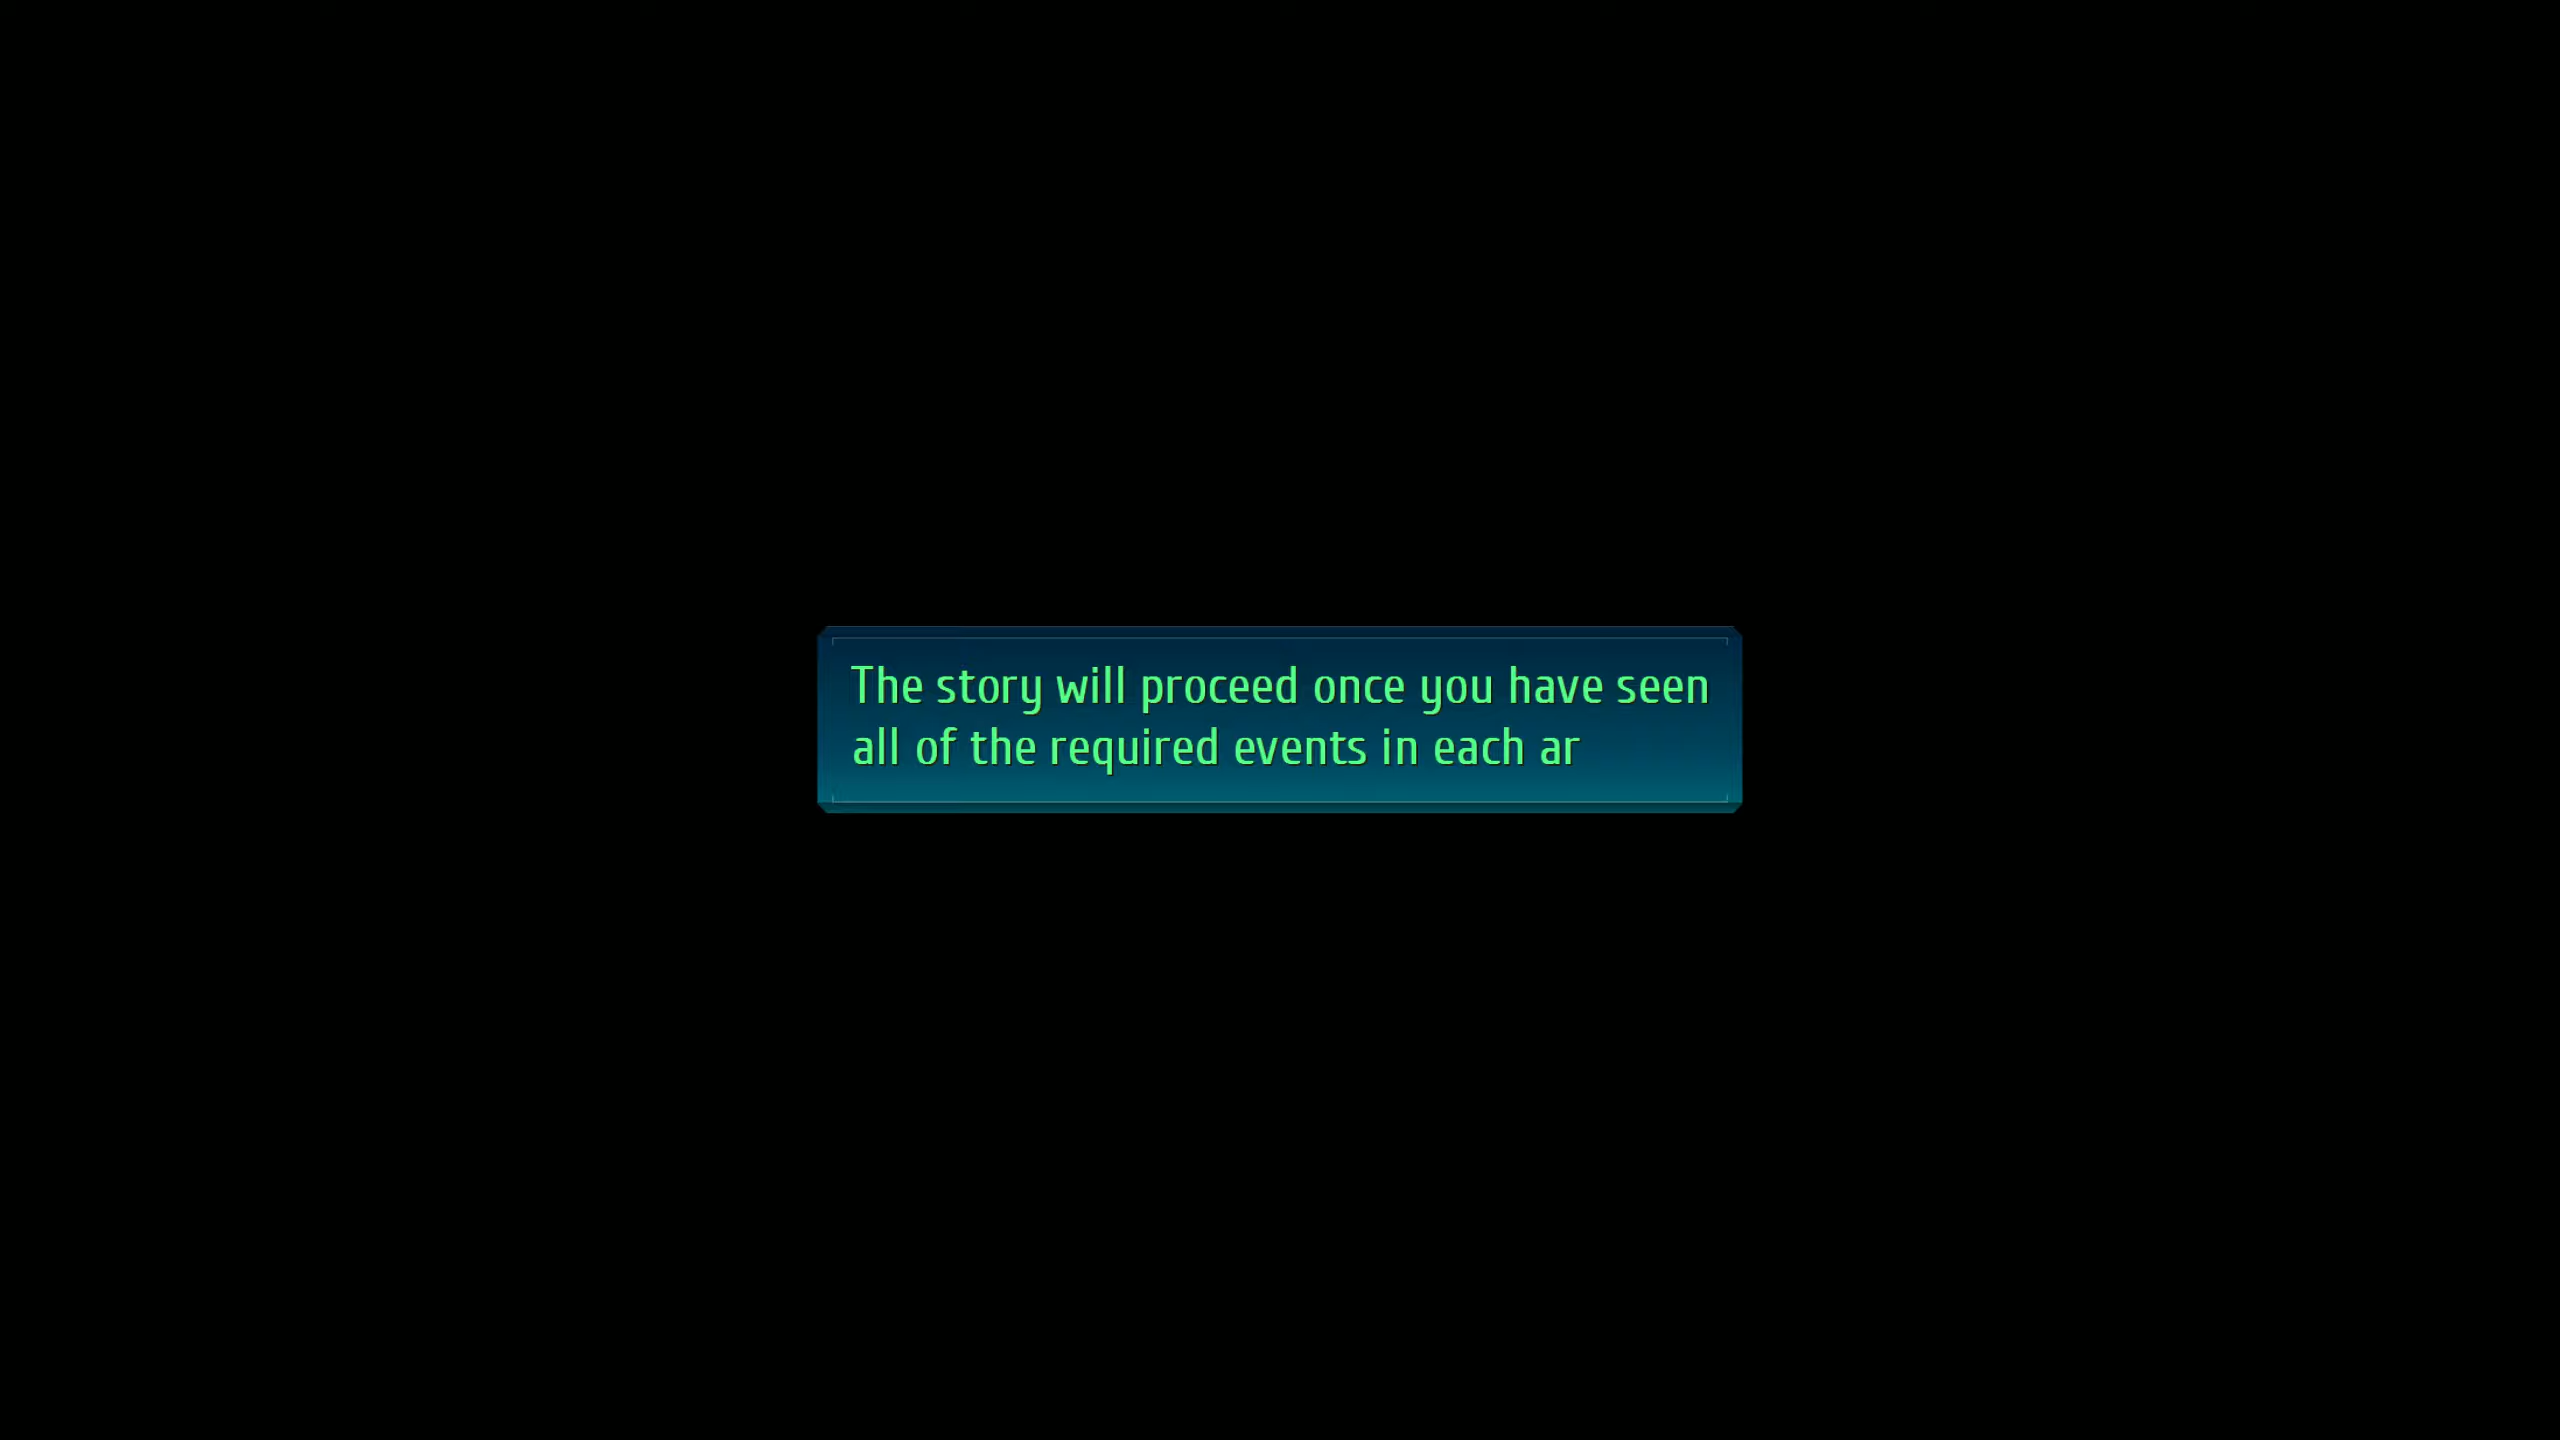 The story will proceed once you have seen
all of the required events in each ar